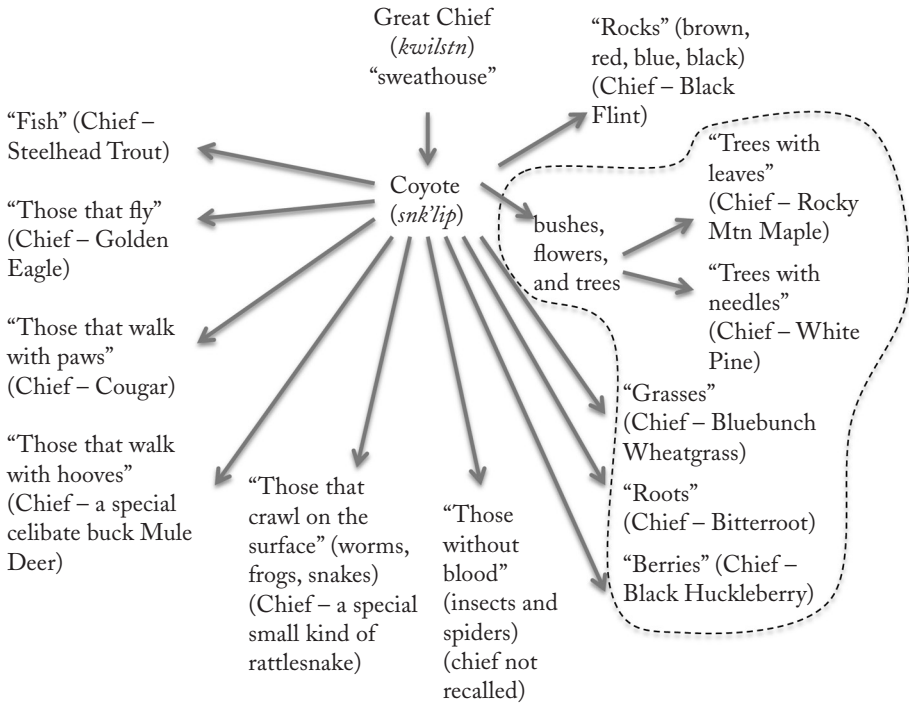 Great Chief
(kwilstn)
“sweathouse”
“Rocks” (brown,
red, blue, black)
(Chief – Black
Flint)
“Fish” (Chief –
Steelhead Trout
“Those that fly”
(Chief – Golden
Eagle)
“Those that walk
with paws”
(Chief – Cougar)
“Those that walk
with hooves”
(Chief – a special
celibate buck Mule
Deer)
Coyote
(snk’lip)
bushes,
flowers,
and trees
“Trees with
leaves”
(Chief – Rocky
Mtn Maple)
“Trees with
needles”
(Chief – White
Pine)
“Grasses”
(Chief – Bluebunch
Wheatgrass)
“Roots”
(Chief – Bitterroot)
“Berries” (Chief –
Black Huckleberry)
“Those that
crawl on the
surface” (worms,
frogs, snakes)
(Chief – a special
small kind of
rattlesnake)
“Those
without
blood”
(insects and
spiders)
(chief not
recalled)